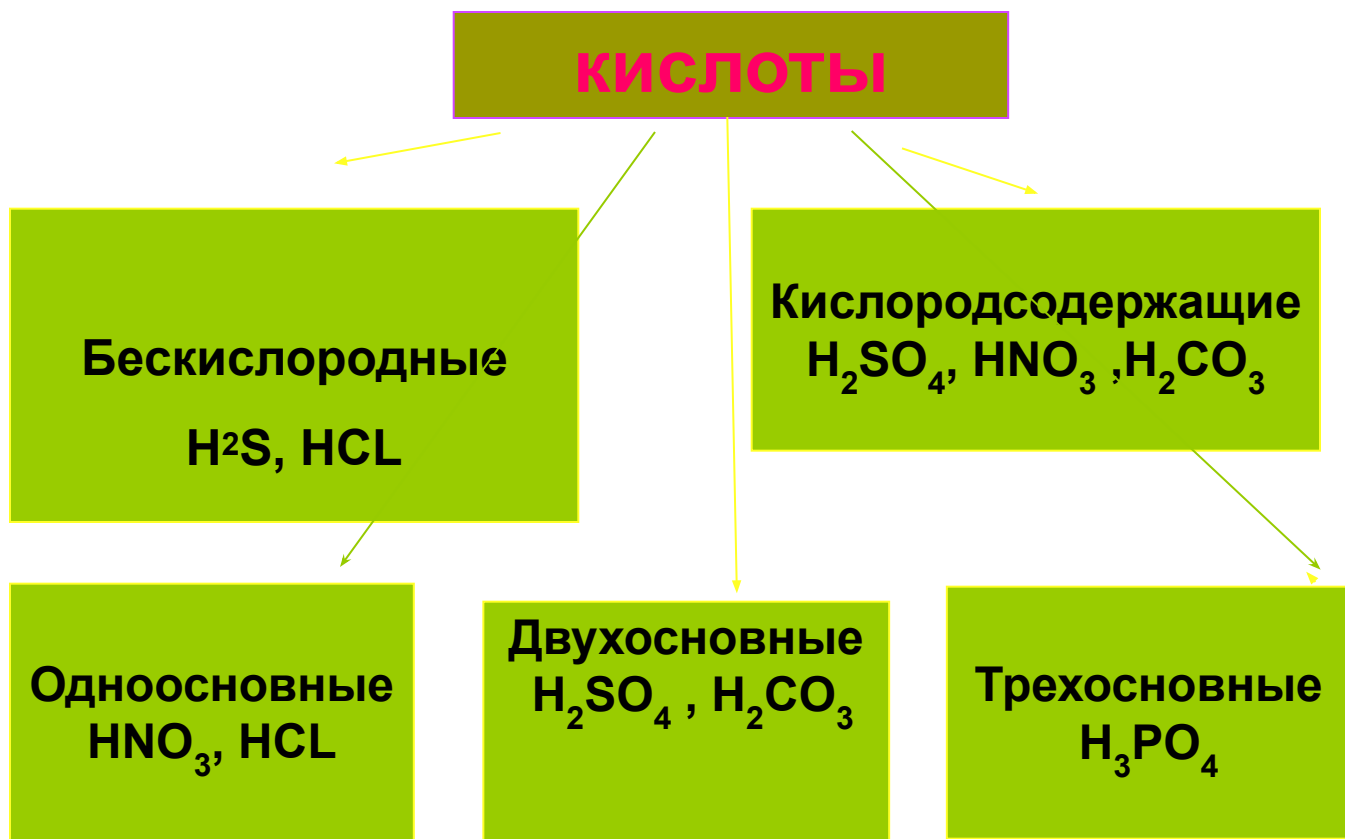 кислоты
Бескислородные
H²S, HCL
Кислородсодержащие
H₂SO₄, HNO₃ ,H₂CO₃
Одноосновные
HNO₃, HCL
Двухосновные
H₂SO₄ , H₂CO₃
Трехосновные
H₃PO₄